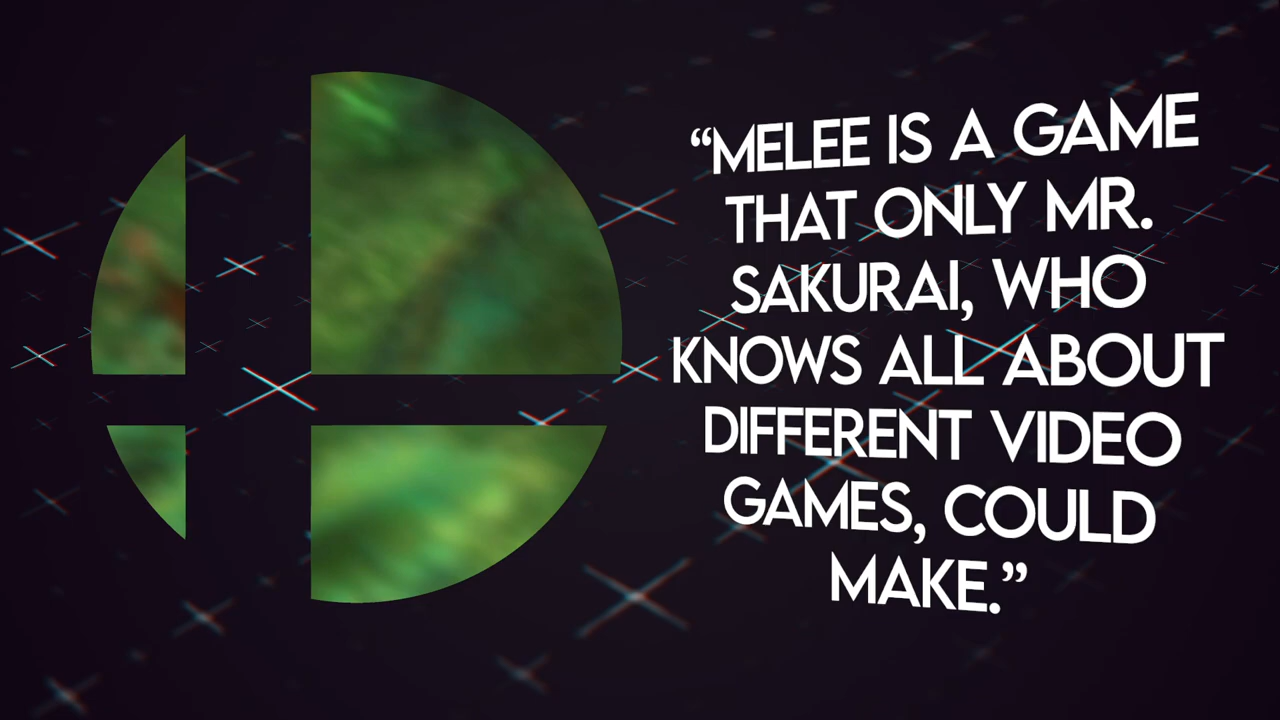 “MELEE IS A GAME
THAT ONLY MR.
SAKURAI, WHO
KNOWS ALL ABOUT
DIFFERENT VIDEO
GAMES, COULD
MAKE.”